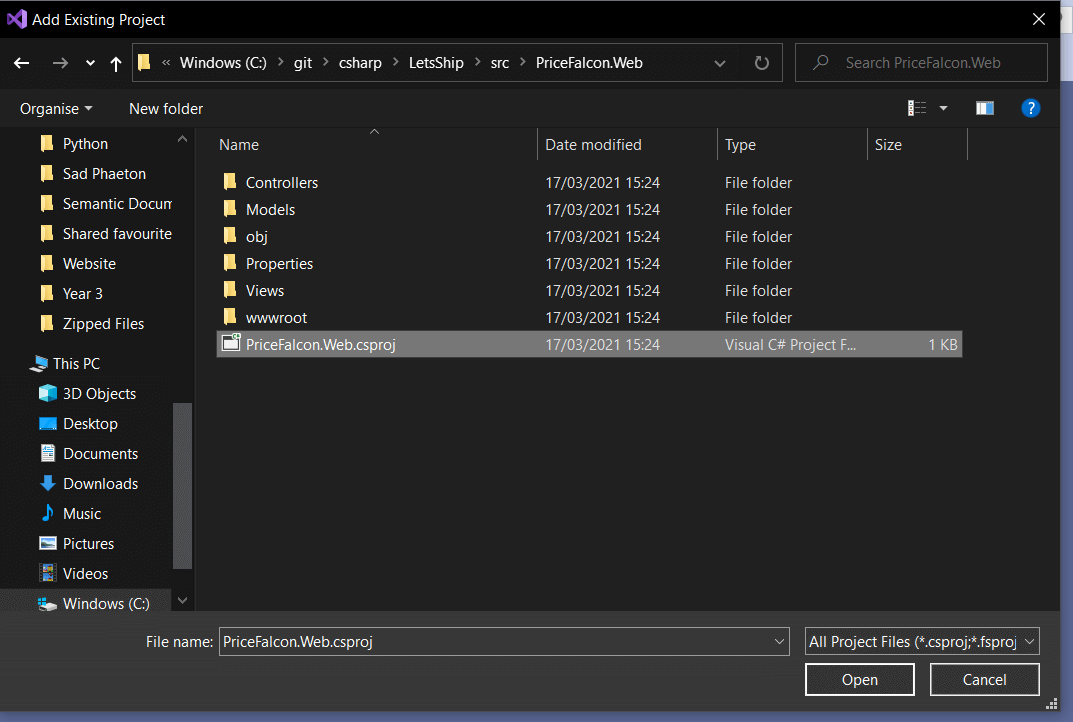 Add Existing Project
« Windows (C:) > git > csharp > LetsShip > src > PriceFalcon.Web
Search PriceFalcon.Web
Organise
New folder
?
Python
Sad Phaeton
Semantic Docum
Shared favourite
Website
Year 3
Zipped Files
This PC
3D Objects
Desktop
Documents
Downloads
Music
Pictures
Videos
Windows (C:)
Name Date modified Type Size
Controllers 17/03/2021 15:24 File folder
Models 17/03/2021 15:24 File folder
obj 17/03/2021 15:24 File folder
Properties 17/03/2021 15:24 File folder
Views 17/03/2021 15:24 File folder
wwwroot 17/03/2021 15:24 File folder
PriceFalcon.Web.csproj 17/03/2021 15:24 Visual C# Project F... 1 KB
File name: PriceFalcon.Web.csproj
All Project Files (*.csproj;*.fsproj
Open
Cancel